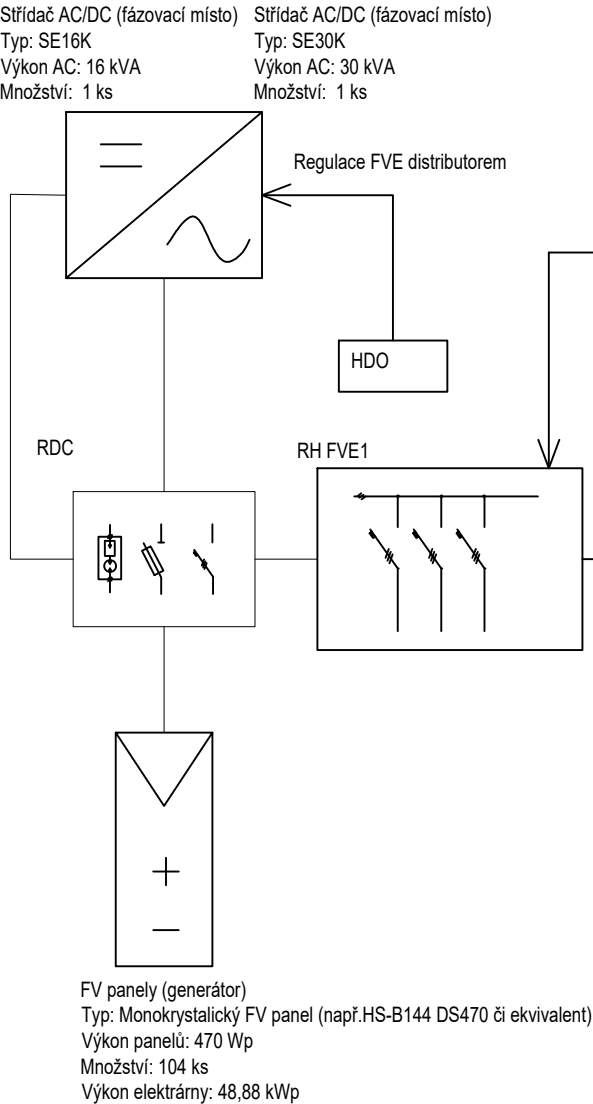 Střídač AC/DC (fázovací místo)
Typ: SE16K
Výkon AC: 16 kVA
Množství: 1 ks
Střídač AC/DC (fázovací místo)
Typ: SE30K
Výkon AC: 30 kVA
Množství: 1 ks
Regulace FVE distributorem
HDO
RDC
RH FVE1
FV panely (generátor)
Typ: Monokrystalický FV panel (např.HS-B144 DS470 či ekvivalent)
Výkon panelů: 470 Wp
Množství: 104 ks
Výkon elektrárny: 48,88 kWp